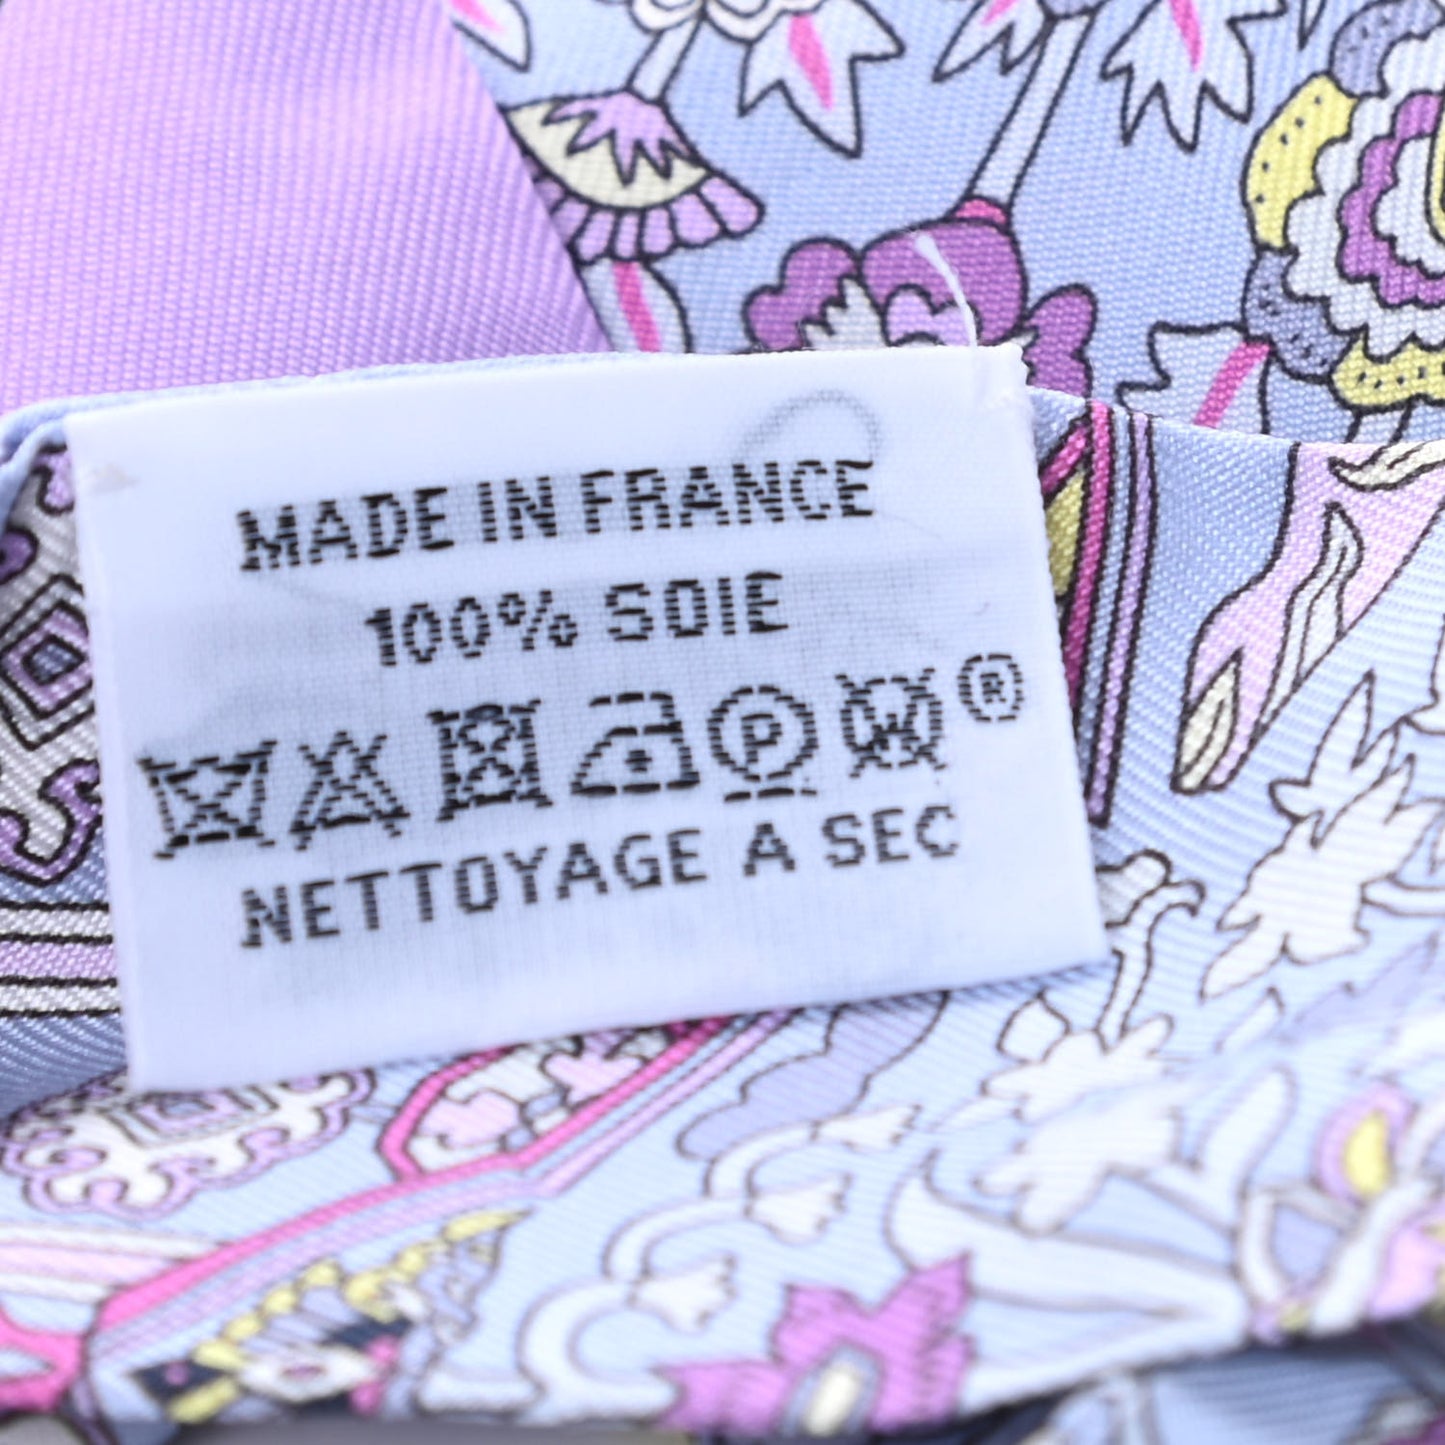 MADE IN FRANCE
100% SOIE
P W ®
NETTOYAGE A SEC